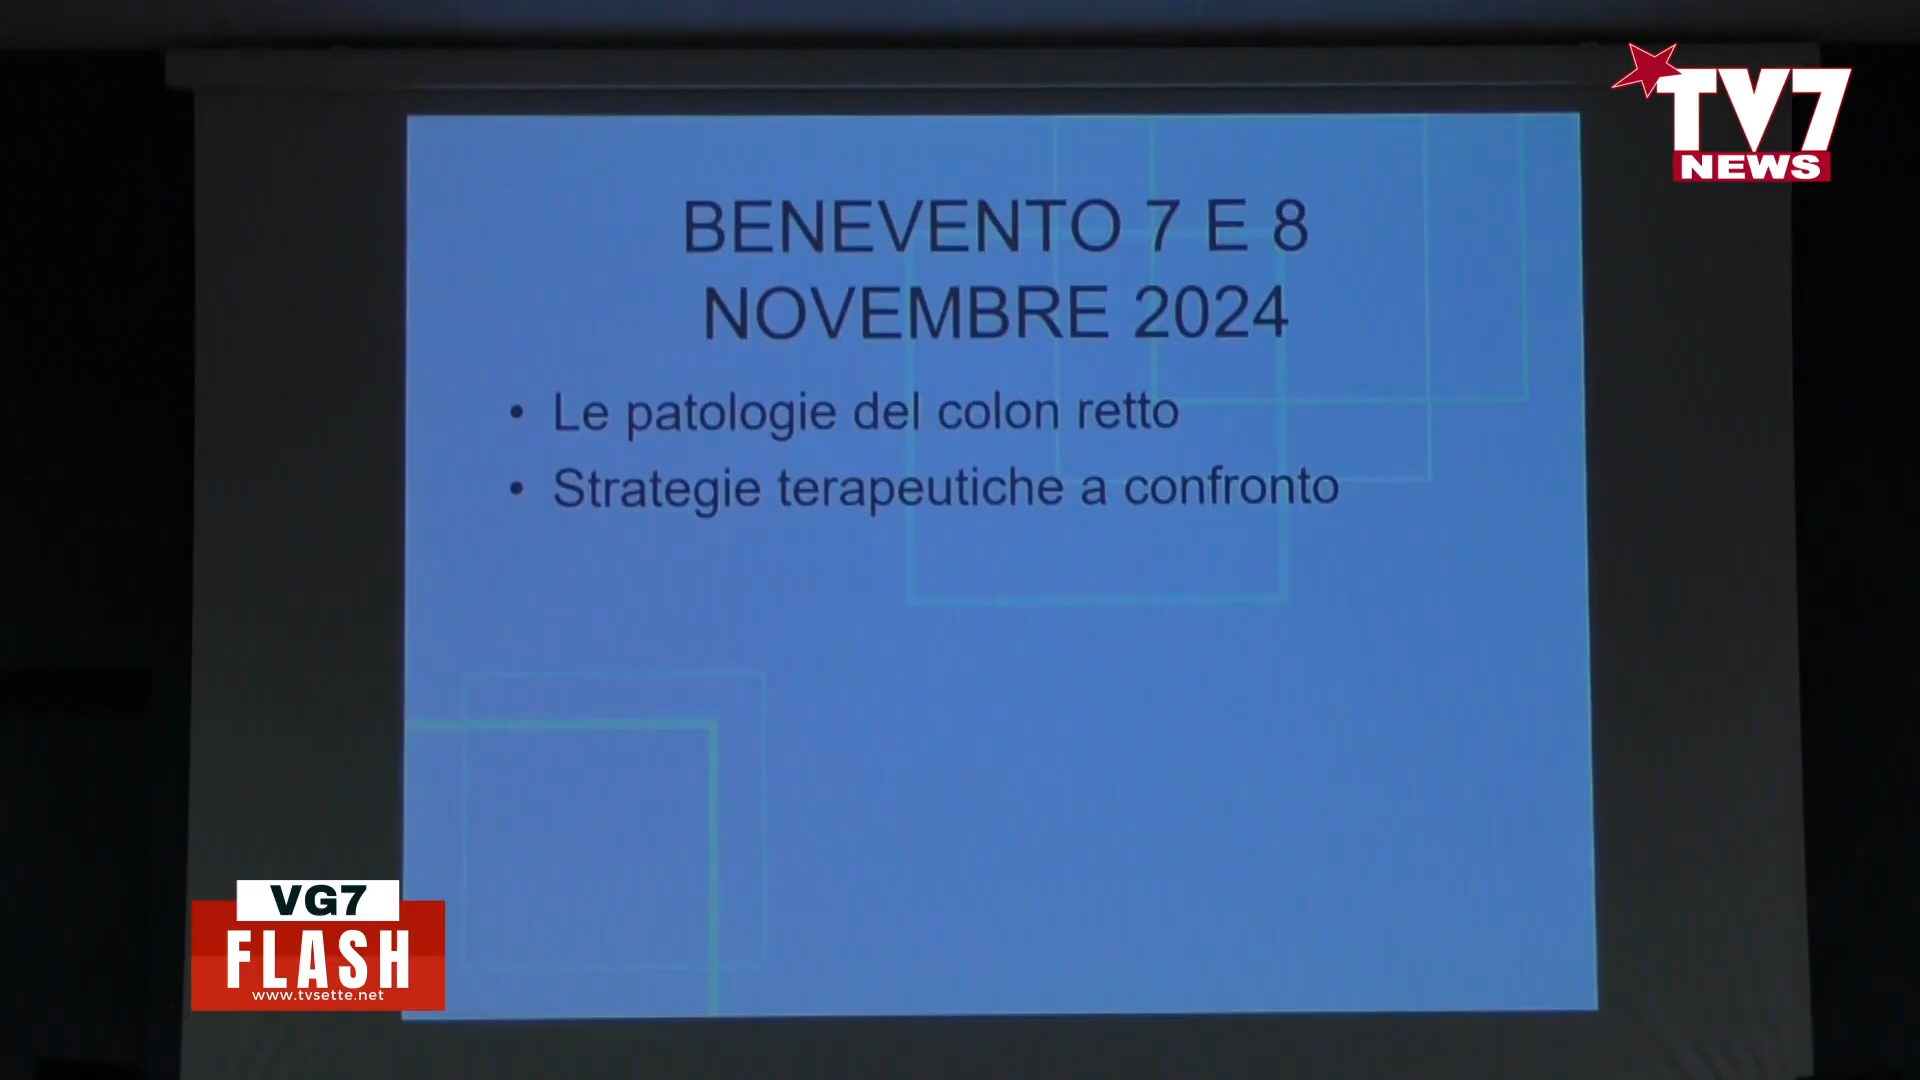 TV7
NEWS
BENEVENTO 7 E 8
NOVEMBRE 2024
• Le patologie del colon retto
• Strategie terapeutiche a confronto
VG7
FLASH
www.tvsette.net